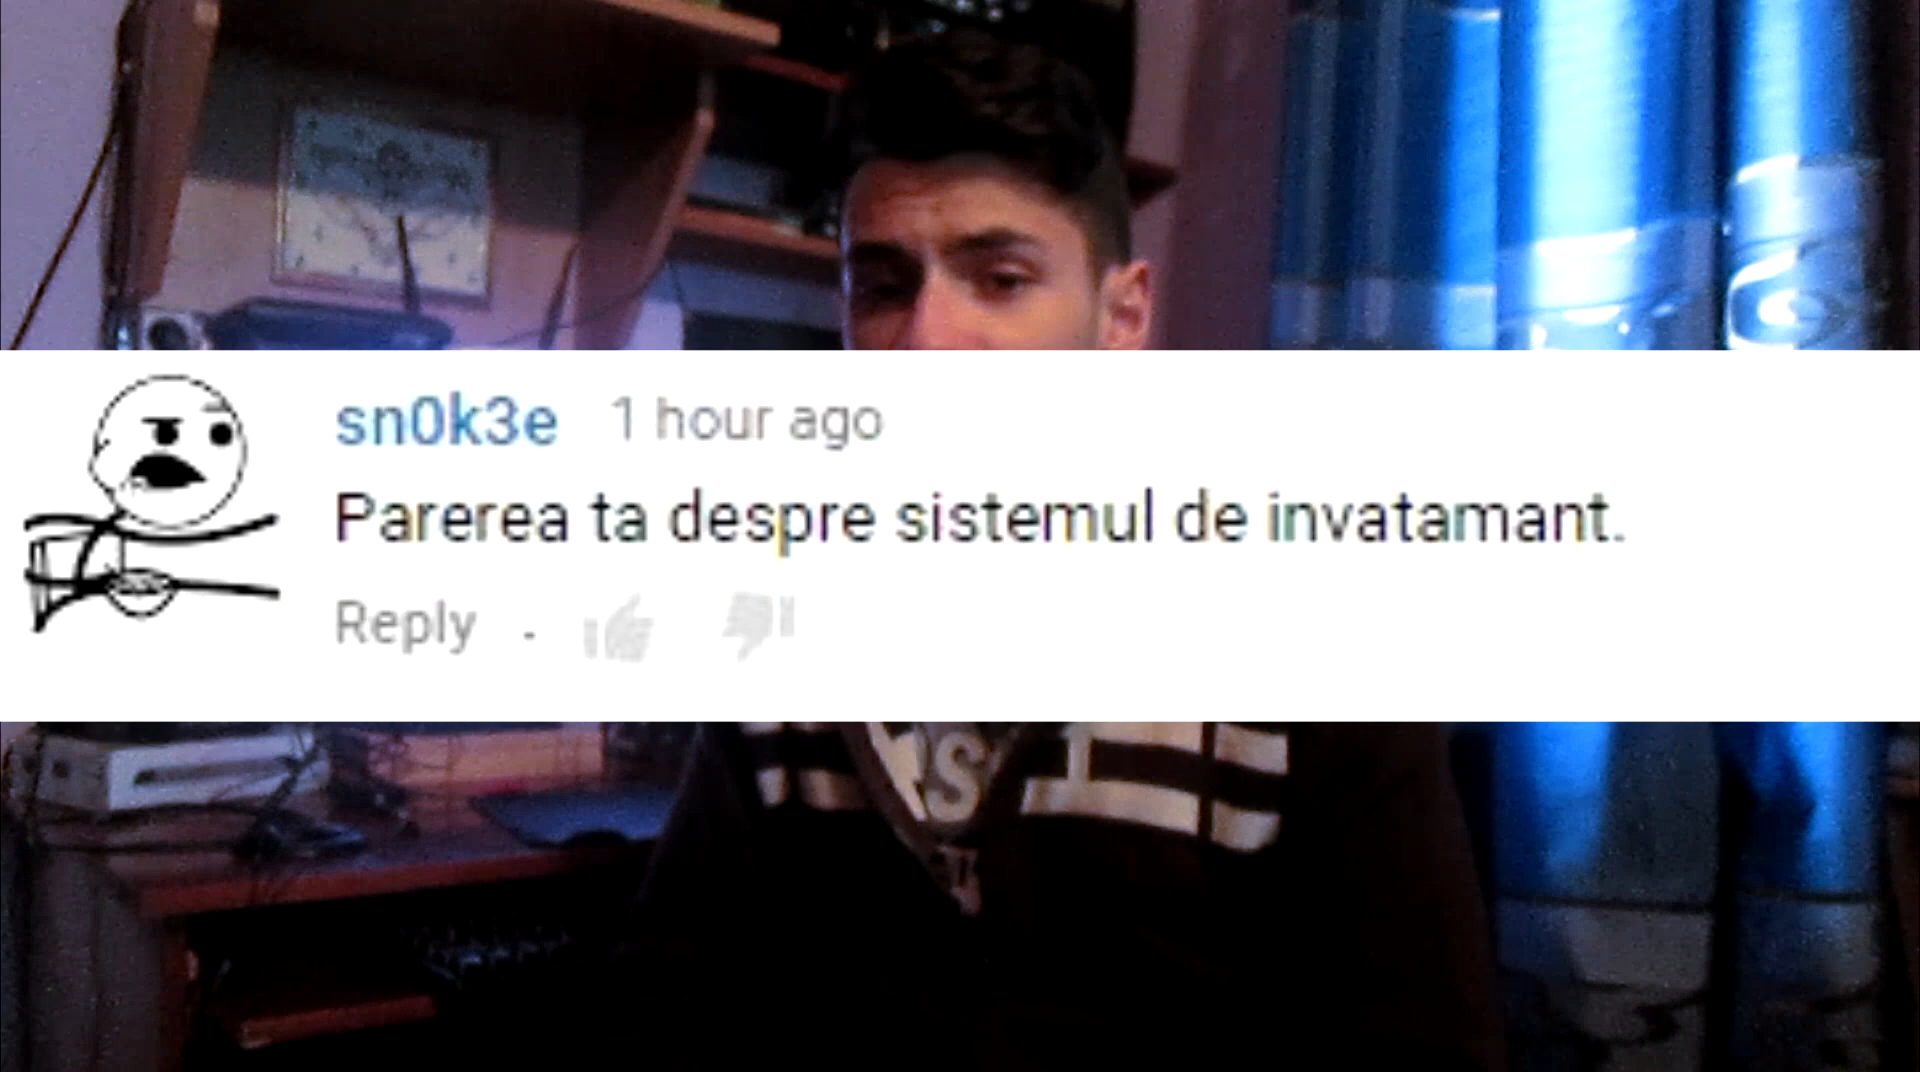 sn0k3e 1 hour ago
Parerea ta despre sistemul de invatamant.
Reply